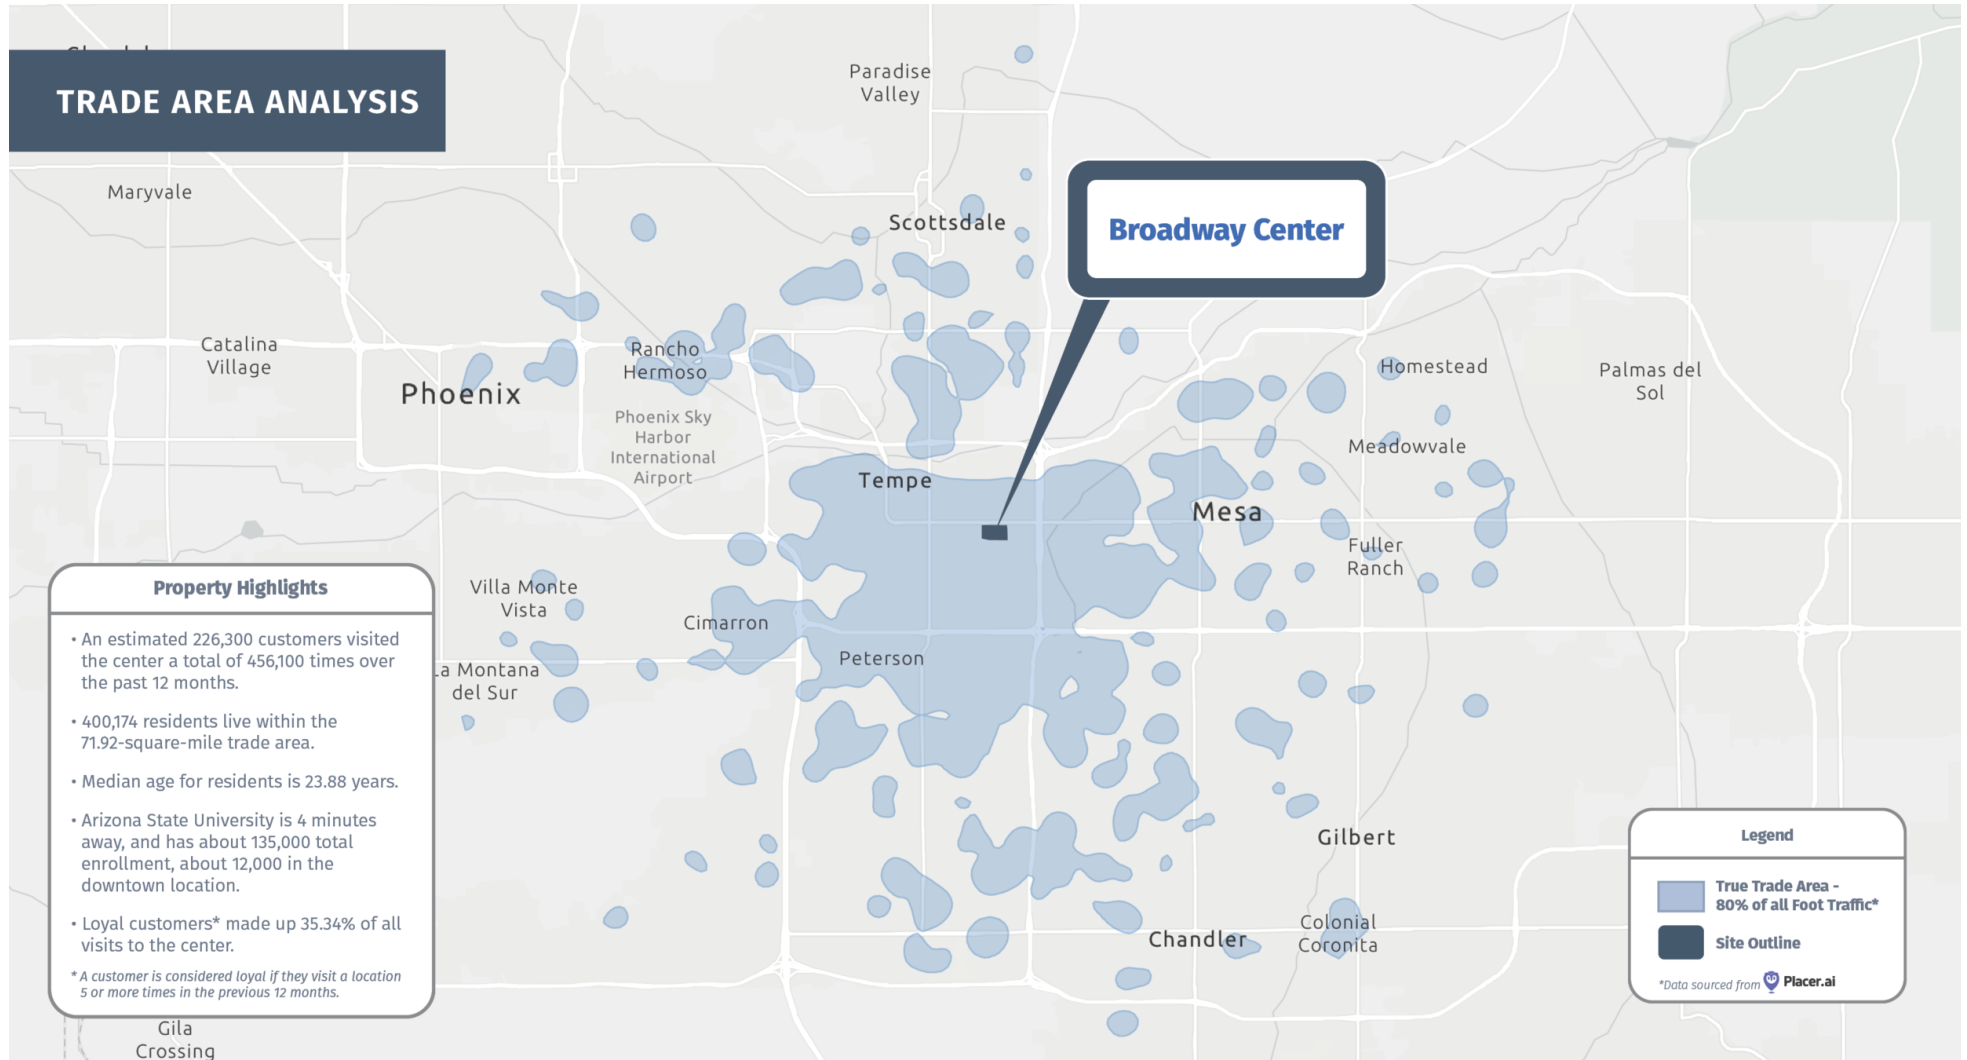 TRADE AREA ANALYSIS
Paradise
Valley
Maryvale
Scottsdale
Broadway Center
Catalina
Village
Rancho
Hermoso
Homestead
Palmas del
Sol
Phoenix
Phoenix Sky
Harbor
International
Airport
Meadowvale
Tempe
Mesa
Fuller
Ranch
Villa Monte
Vista
Cimarron
Peterson
La Montana
del Sur
Property Highlights
• An estimated 226,300 customers visited
the center a total of 456,100 times over
the past 12 months.
• 400,174 residents live within the
71.92-square-mile trade area.
• Median age for residents is 23.88 years.
• Arizona State University is 4 minutes
away, and has about 135,000 total
enrollment, about 12,000 in the
downtown location.
• Loyal customers* made up 35.34% of all
visits to the center.
* A customer is considered loyal if they visit a location
5 or more times in the previous 12 months.
Gilbert
Chandler
Colonial
Coronita
Gila
Crossing
Legend
True Trade Area -
80% of all Foot Traffic*
Site Outline
*Data sourced from Placer.ai